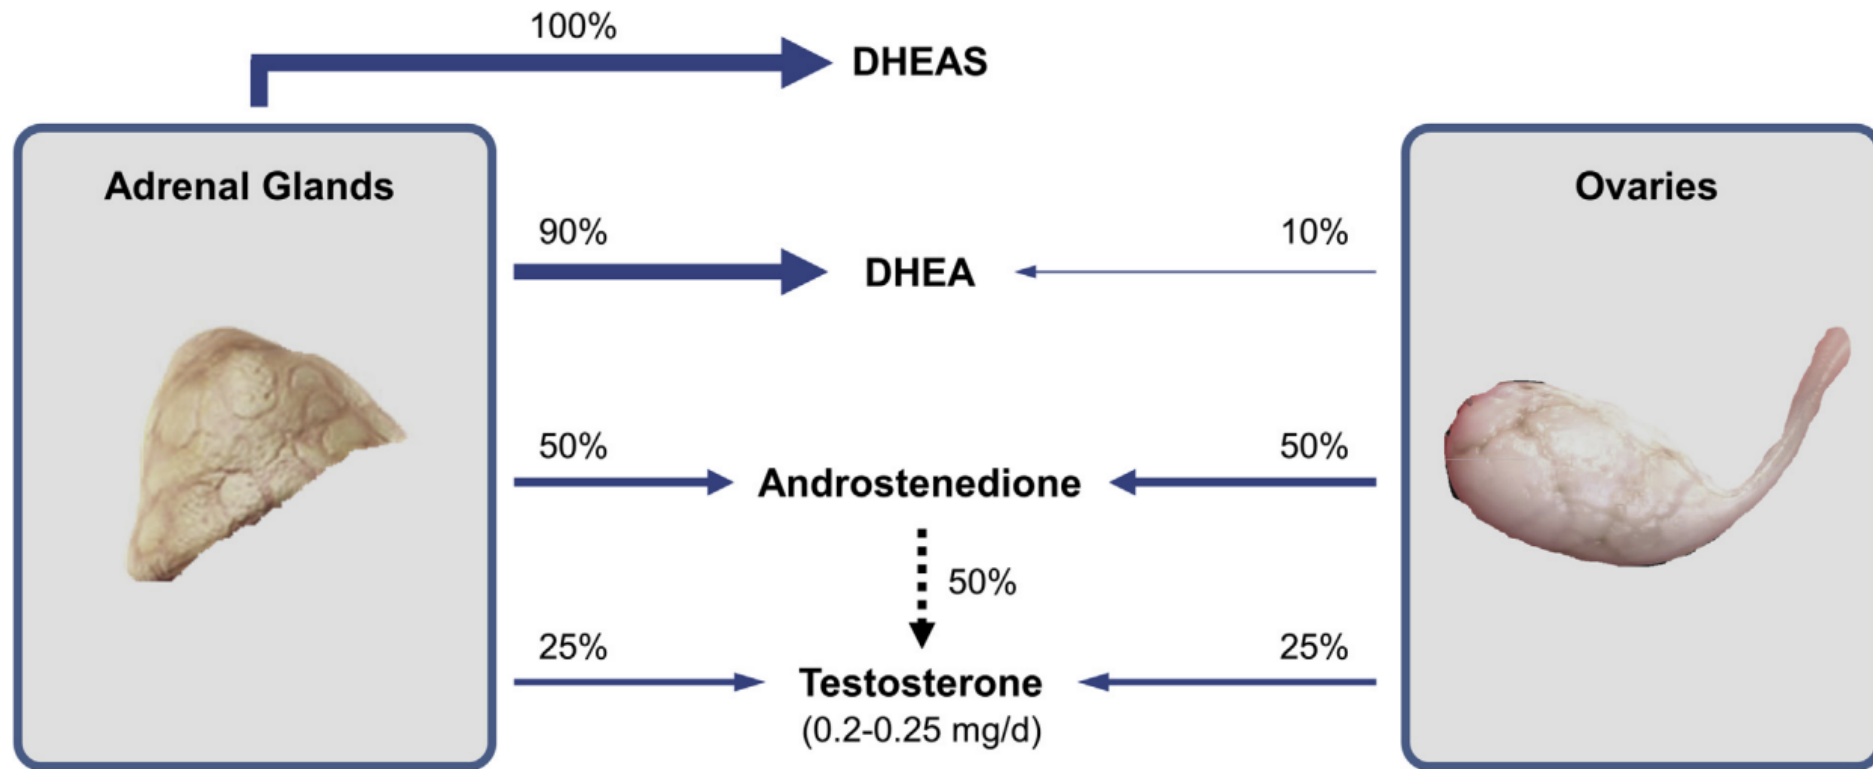 100%
DHEAS
Adrenal Glands
Ovaries
90%
10%
DHEA
50%
50%
Androstenedione
50%
25%
25%
Testosterone
(0.2-0.25 mg/d)